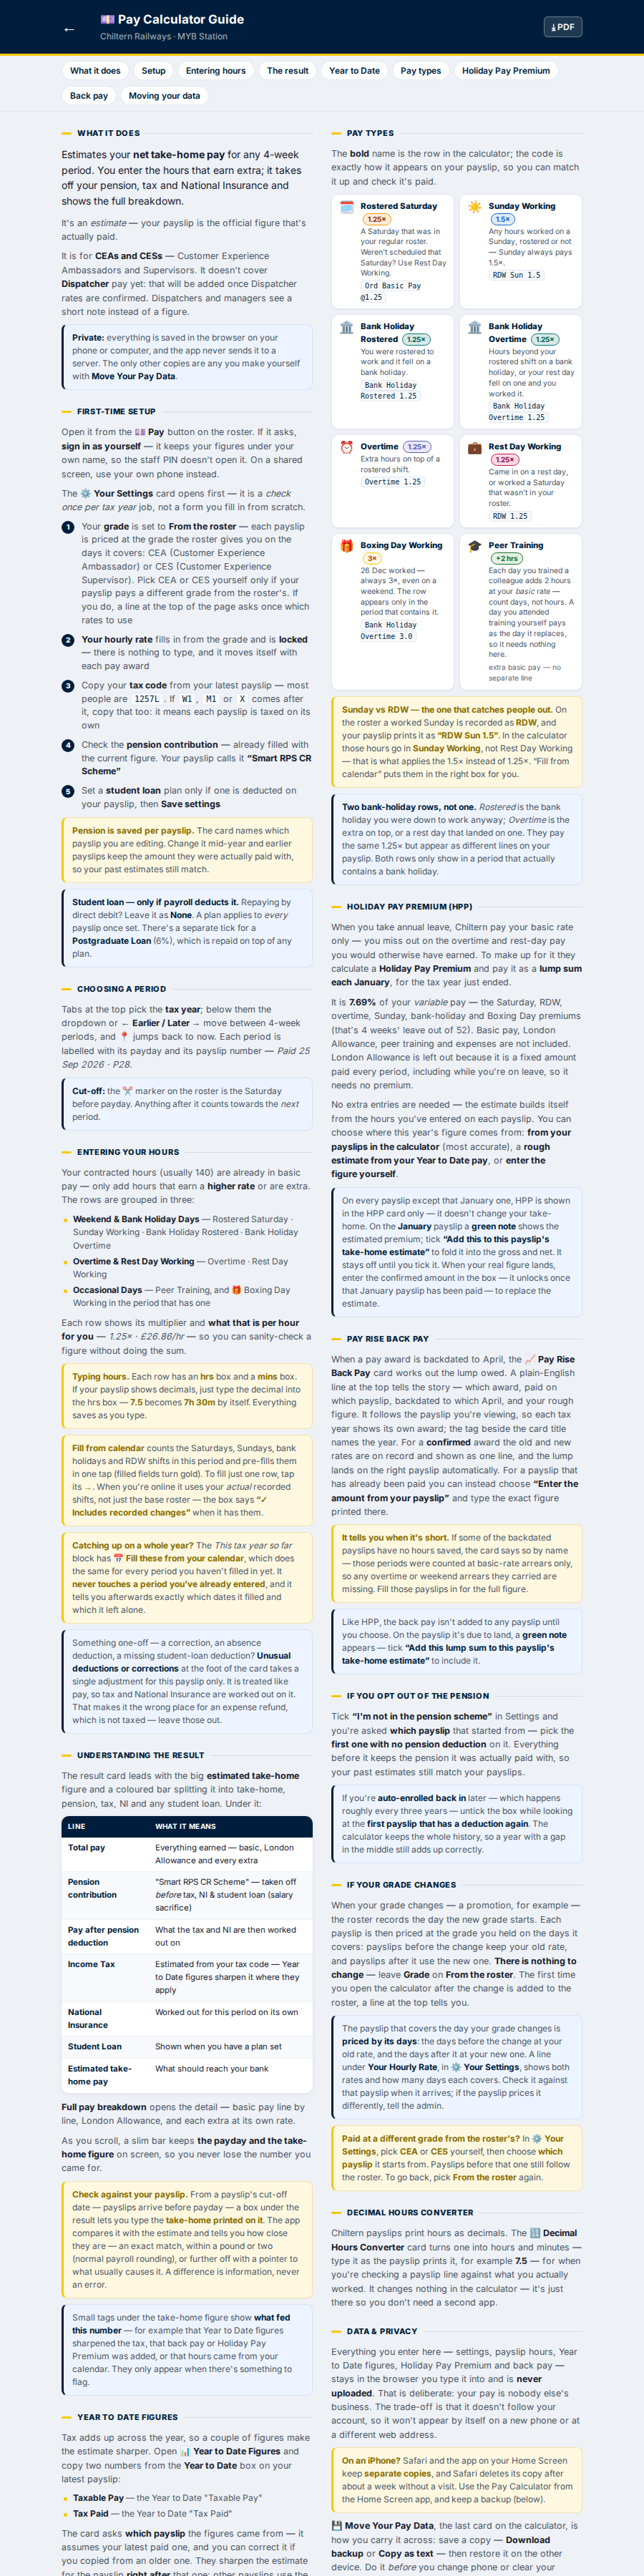 Pay Calculator Guide
Chiltern Railways · MYB Station
PDF
What it does
Setup
Entering hours
The result
Year to Date
Pay types
Holiday Pay Premium
Back pay
Moving your data
WHAT IT DOES
Estimates your net take-home pay for any 4-week
period. You enter the hours that earn extra; it takes
off your pension, tax and National Insurance and
shows the full breakdown.
It's an estimate — your payslip is the official figure that's
actually paid.
It is for CEAs and CESs — Customer Experience
Ambassadors and Supervisors. It doesn't cover
Dispatcher pay yet: that will be added once Dispatcher
rates are confirmed. Dispatchers and managers see a
short note instead of a figure.
Private: everything is saved in the browser on your
phone or computer, and the app never sends it to a
server. The only other copies are any you make yourself
with Move Your Pay Data.
FIRST-TIME SETUP
Open it from the 💷 Pay button on the roster. If it asks,
sign in as yourself — it keeps your figures under your
own name, so the staff PIN doesn't open it. On a shared
screen, use your own phone instead.
The ⚙️ Your Settings card opens first — it is a check
once per tax year job, not a form you fill in from scratch.
1 Your grade is set to From the roster — each payslip
is priced at the grade the roster gives you on the
days it covers: CEA (Customer Experience
Ambassador) or CES (Customer Experience
Supervisor). Pick CEA or CES yourself only if your
payslip pays a different grade from the roster's. If
you do, a line at the top of the page asks once which
rates to use
2 Your hourly rate fills in from the grade and is locked
— there is nothing to type, and it moves itself with
each pay award
3 Copy your tax code from your latest payslip — most
people are 1257L. If W1, M1 or X comes after
it, copy that too: it means each payslip is taxed on its
own
4 Check the pension contribution — already filled with
the current figure. Your payslip calls it “Smart RPS CR
Scheme”
5 Set a student loan plan only if one is deducted on
your payslip, then Save settings
Pension is saved per payslip. The card names which
payslip you are editing. Change it mid-year and earlier
payslips keep the amount they were actually paid with,
so your past estimates still match.
Student loan — only if payroll deducts it. Repaying by
direct debit? Leave it as None. A plan applies to every
payslip once set. There's a separate tick for a
Postgraduate Loan (6%), which is repaid on top of any
plan.
CHOOSING A PERIOD
Tabs at the top pick the tax year; below them the
dropdown or ← Earlier / Later → move between 4-week
periods, and 📍 jumps back to now. Each period is
labelled with its payday and its payslip number — Paid 25
Sep 2026 · P28.
Cut-off: the ✂️ marker on the roster is the Saturday
before payday. Anything after it counts towards the next
period.
ENTERING YOUR HOURS
Your contracted hours (usually 140) are already in basic
pay — only add hours that earn a higher rate or are extra.
The rows are grouped in three:
Weekend & Bank Holiday Days — Rostered Saturday ·
Sunday Working · Bank Holiday Rostered · Bank Holiday
Overtime
Overtime & Rest Day Working — Overtime · Rest Day
Working
Occasional Days — Peer Training, and 🎁 Boxing Day
Working in the period that has one
Each row shows its multiplier and what that is per hour
for you — 1.25× · £26.86/hr — so you can sanity-check a
figure without doing the sum.
Typing hours. Each row has an hrs box and a mins box.
If your payslip shows decimals, just type the decimal into
the hrs box — 7.5 becomes 7h 30m by itself. Everything
saves as you type.
Fill from calendar counts the Saturdays, Sundays, bank
holidays and RDW shifts in this period and pre-fills them
in one tap (filled fields turn gold). To fill just one row, tap
its →. When you're online it uses your actual recorded
shifts, not just the base roster — the box says “✓
Includes recorded changes” when it has them.
Catching up on a whole year? The This tax year so far
block has 📅 Fill these from your calendar, which does
the same for every period you haven't filled in yet. It
never touches a period you've already entered, and it
tells you afterwards exactly which dates it filled and
which it left alone.
Something one-off — a correction, an absence
deduction, a missing student-loan deduction? Unusual
deductions or corrections at the foot of the card takes a
single adjustment for this payslip only. It is treated like
pay, so tax and National Insurance are worked out on it.
That makes it the wrong place for an expense refund,
which is not taxed — leave those out.
UNDERSTANDING THE RESULT
The result card leads with the big estimated take-home
figure and a coloured bar splitting it into take-home,
pension, tax, NI and any student loan. Under it:
LINE WHAT IT MEANS
Total pay Everything earned — basic, London
Allowance and every extra
Pension contribution "Smart RPS CR Scheme" — taken off
before tax, NI & student loan (salary
sacrifice)
Pay after pension deduction What the tax and NI are then worked
out on
Income Tax Estimated from your tax code — Year
to Date figures sharpen it where they
apply
National Insurance Worked out for this period on its own
Student Loan Shown when you have a plan set
Estimated take-home pay What should reach your bank
Full pay breakdown opens the detail — basic pay line by
line, London Allowance, and each extra at its own rate.
As you scroll, a slim bar keeps the payday and the take-
home figure on screen, so you never lose the number you
came for.
Check against your payslip. From a payslip's cut-off
date — payslips arrive before payday — a box under the
result lets you type the take-home printed on it. The app
compares it with the estimate and tells you how close
they are — an exact match, within a pound or two
(normal payroll rounding), or further off with a pointer to
what usually causes it. A difference is information, never
an error.
Small tags under the take-home figure show what fed
this number — for example that Year to Date figures
sharpened the tax, that back pay or Holiday Pay
Premium was added, or that hours came from your
calendar. They only appear when there's something to
flag.
YEAR TO DATE FIGURES
Tax adds up across the year, so a couple of figures make
the estimate sharper. Open 📊 Year to Date Figures and
copy two numbers from the Year to Date box on your
latest payslip:
Taxable Pay — the Year to Date "Taxable Pay"
Tax Paid — the Year to Date "Tax Paid"
The card asks which payslip the figures came from — it
assumes your latest paid one, and you can correct it if
you copied from an older one. They sharpen the estimate
for the payslip right after that one; other payslips use the
PAY TYPES
The bold name is the row in the calculator; the code is
exactly how it appears on your payslip, so you can match
it up and check it's paid.
Rostered Saturday
1.25×
A Saturday that was in
your regular roster.
Weren't scheduled that
Saturday? Use Rest Day
Working.
Ord Basic Pay
@1.25
Sunday Working
1.5×
Any hours worked on a
Sunday, rostered or not
— Sunday always pays
1.5×.
RDW Sun 1.5
Bank Holiday
Rostered 1.25×
You were rostered to
work and it fell on a
bank holiday.
Bank Holiday
Rostered 1.25
Bank Holiday
Overtime 1.25×
Hours beyond your
rostered shift on a bank
holiday, or your rest day
fell on one and you
worked it.
Bank Holiday
Overtime 1.25
Overtime 1.25×
Extra hours on top of a
rostered shift.
Overtime 1.25
Rest Day Working
1.25×
Came in on a rest day,
or worked a Saturday
that wasn't in your
roster.
RDW 1.25
Boxing Day Working
3×
26 Dec worked —
always 3×, even on a
weekend. The row
appears only in the
period that contains it.
Bank Holiday
Overtime 3.0
Peer Training
+2 hrs
Each day you trained a
colleague adds 2 hours
at your basic rate —
count days, not hours. A
day you attended
training yourself pays
as the day it replaces,
so it needs nothing
here.
extra basic pay — no
separate line
Sunday vs RDW — the one that catches people out. On
the roster a worked Sunday is recorded as RDW, and
your payslip prints it as “RDW Sun 1.5”. In the calculator
those hours go in Sunday Working, not Rest Day Working
— that is what applies the 1.5× instead of 1.25×. “Fill from
calendar” puts them in the right box for you.
Two bank-holiday rows, not one. Rostered is the bank
holiday you were down to work anyway; Overtime is the
extra on top, or a rest day that landed on one. They pay
the same 1.25× but appear as different lines on your
payslip. Both rows only show in a period that actually
contains a bank holiday.
HOLIDAY PAY PREMIUM (HPP)
When you take annual leave, Chiltern pay your basic rate
only — you miss out on the overtime and rest-day pay
you would otherwise have earned. To make up for it they
calculate a Holiday Pay Premium and pay it as a lump sum
each January, for the tax year just ended.
It is 7.69% of your variable pay — the Saturday, RDW,
overtime, Sunday, bank-holiday and Boxing Day premiums
(that's 4 weeks' leave out of 52). Basic pay, London
Allowance, peer training and expenses are not included.
London Allowance is left out because it is a fixed amount
paid every period, including while you're on leave, so it
needs no premium.
No extra entries are needed — the estimate builds itself
from the hours you've entered on each payslip. You can
choose where this year's figure comes from: from your
payslips in the calculator (most accurate), a rough
estimate from your Year to Date pay, or enter the
figure yourself.
On every payslip except that January one, HPP is shown
in the HPP card only — it doesn't change your take-
home. On the January payslip a green note shows the
estimated premium; tick “Add this to this payslip's
take-home estimate” to fold it into the gross and net. It
stays off until you tick it. When your real figure lands,
enter the confirmed amount in the box — it unlocks once
that January payslip has been paid — to replace the
estimate.
PAY RISE BACK PAY
When a pay award is backdated to April, the 📈 Pay Rise
Back Pay card works out the lump owed. A plain-English
line at the top tells the story — which award, paid on
which payslip, backdated to which April, and your rough
figure. It follows the payslip you're viewing, so each tax
year shows its own award; the tag beside the card title
names the year. For a confirmed award the old and new
rates are on record and shown as one line, and the lump
lands on the right payslip automatically. For a payslip that
has already been paid you can instead choose “Enter the
amount from your payslip” and type the exact figure
printed there.
It tells you when it's short. If some of the backdated
payslips have no hours saved, the card says so by name
— those periods were counted at basic-rate arrears only,
so any overtime or weekend arrears they carried are
missing. Fill those payslips in for the full figure.
Like HPP, the back pay isn't added to any payslip until
you choose. On the payslip it's due to land, a green note
appears — tick “Add this lump sum to this payslip's
take-home estimate” to include it.
IF YOU OPT OUT OF THE PENSION
Tick “I'm not in the pension scheme” in Settings and
you're asked which payslip that started from — pick the
first one with no pension deduction on it. Everything
before it keeps the pension it was actually paid with, so
your past estimates still match your payslips.
If you're auto-enrolled back in later — which happens
roughly every three years — untick the box while looking
at the first payslip that has a deduction again. The
calculator keeps the whole history, so a year with a gap
in the middle still adds up correctly.
IF YOUR GRADE CHANGES
When your grade changes — a promotion, for example —
the roster records the day the new grade starts. Each
payslip is then priced at the grade you held on the days it
covers: payslips before the change keep your old rate,
and payslips after it use the new one. There is nothing to
change — leave Grade on From the roster. The first time
you open the calculator after the change is added to the
roster, a line at the top tells you.
The payslip that covers the day your grade changes is
priced by its days: the days before the change at your
old rate, and the days after it at your new one. A line
under Your Hourly Rate, in ⚙️ Your Settings, shows both
rates and how many days each covers. Check it against
that payslip when it arrives; if the payslip prices it
differently, tell the admin.
Paid at a different grade from the roster's? In ⚙️ Your
Settings, pick CEA or CES yourself, then choose which
payslip it starts from. Payslips before that one still follow
the roster. To go back, pick From the roster again.
DECIMAL HOURS CONVERTER
Chiltern payslips print hours as decimals. The 🔢 Decimal
Hours Converter card turns one into hours and minutes —
type it as the payslip prints it, for example 7.5 — for when
you're checking a payslip line against what you actually
worked. It changes nothing in the calculator — it's just
there so you don't need a second app.
DATA & PRIVACY
Everything you enter here — settings, payslip hours, Year
to Date figures, Holiday Pay Premium and back pay —
stays in the browser you type it into and is never
uploaded. That is deliberate: your pay is nobody else's
business. The trade-off is that it doesn't follow your
account, so it won't appear by itself on a new phone or at
a different web address.
On an iPhone? Safari and the app on your Home Screen
keep separate copies, and Safari deletes its copy after
about a week without a visit. Use the Pay Calculator from
the Home Screen app, and keep a backup (below).
💾 Move Your Pay Data, the last card on the calculator, is
how you carry it across: save a copy — Download
backup or Copy as text — then restore it on the other
device. Do it before you change phone or clear your